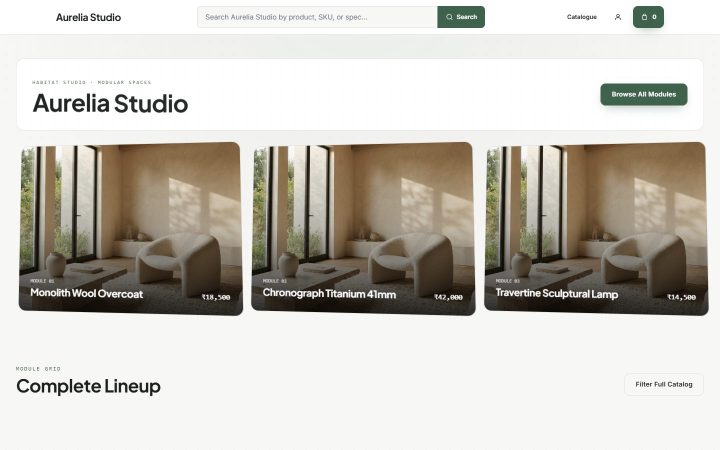 Aurelia Studio
Search Aurelia Studio by product, SKU, or spec...
Search
Catalogue
0
HABITAT STUDIO · MODULAR SPACES
Aurelia Studio
Browse All Modules
MODULE 01
Monolith Wool Overcoat
₹18,500
MODULE 02
Chronograph Titanium 41mm
₹42,000
MODULE 03
Travertine Sculptural Lamp
₹14,500
MODULE GRID
Complete Lineup
Filter Full Catalog